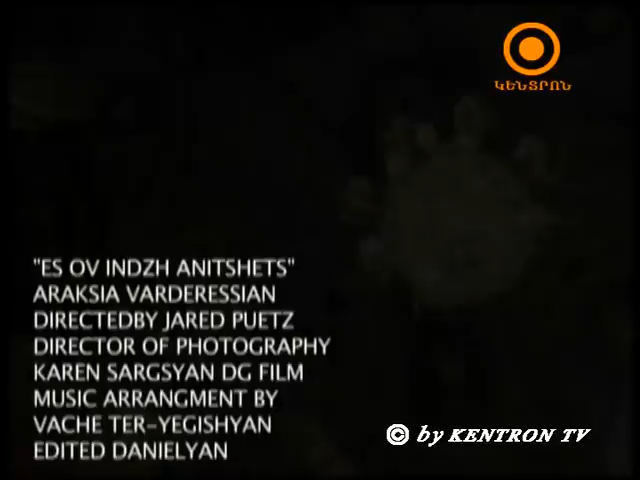 ԿԵՆՏՐՈՆ
"ES OV INDZH ANITSHETS"
ARAKSIA VARDERESSIAN
DIRECTEDBY JARED PUETZ
DIRECTOR OF PHOTOGRAPHY
KAREN SARGSYAN DG FILM
MUSIC ARRANGMENT BY
VACHE TER-YEGISHYAN
EDITED DANIELYAN
© by KENTRON TV